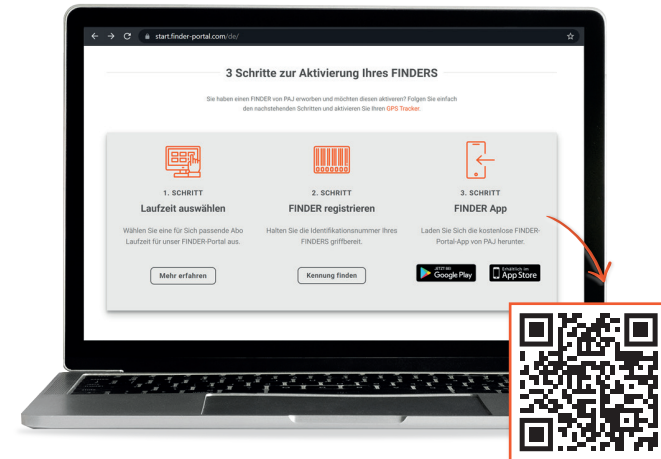 start.finder-portal.com/de/
3 Schritte zur Aktivierung Ihres FINDERS
Sie haben einen FINDER von PAJ erworben und möchten diesen aktivieren? Folgen Sie einfach
den nachstehenden Schritten und aktivieren Sie Ihren GPS Tracker.
1. SCHRITT
Laufzeit auswählen
Wählen Sie eine für Sich passende Abo
Laufzeit für unser FINDER-Portal aus.
Mehr erfahren
2. SCHRITT
FINDER registrieren
Halten Sie die Identifikationsnummer Ihres
FINDERS griffbereit.
Kennung finden
3. SCHRITT
FINDER App
Laden Sie Sich die kostenlose FINDER-
Portal-App von PAJ herunter.
JETZT BEI
Google Play
Erhältlich im
App Store